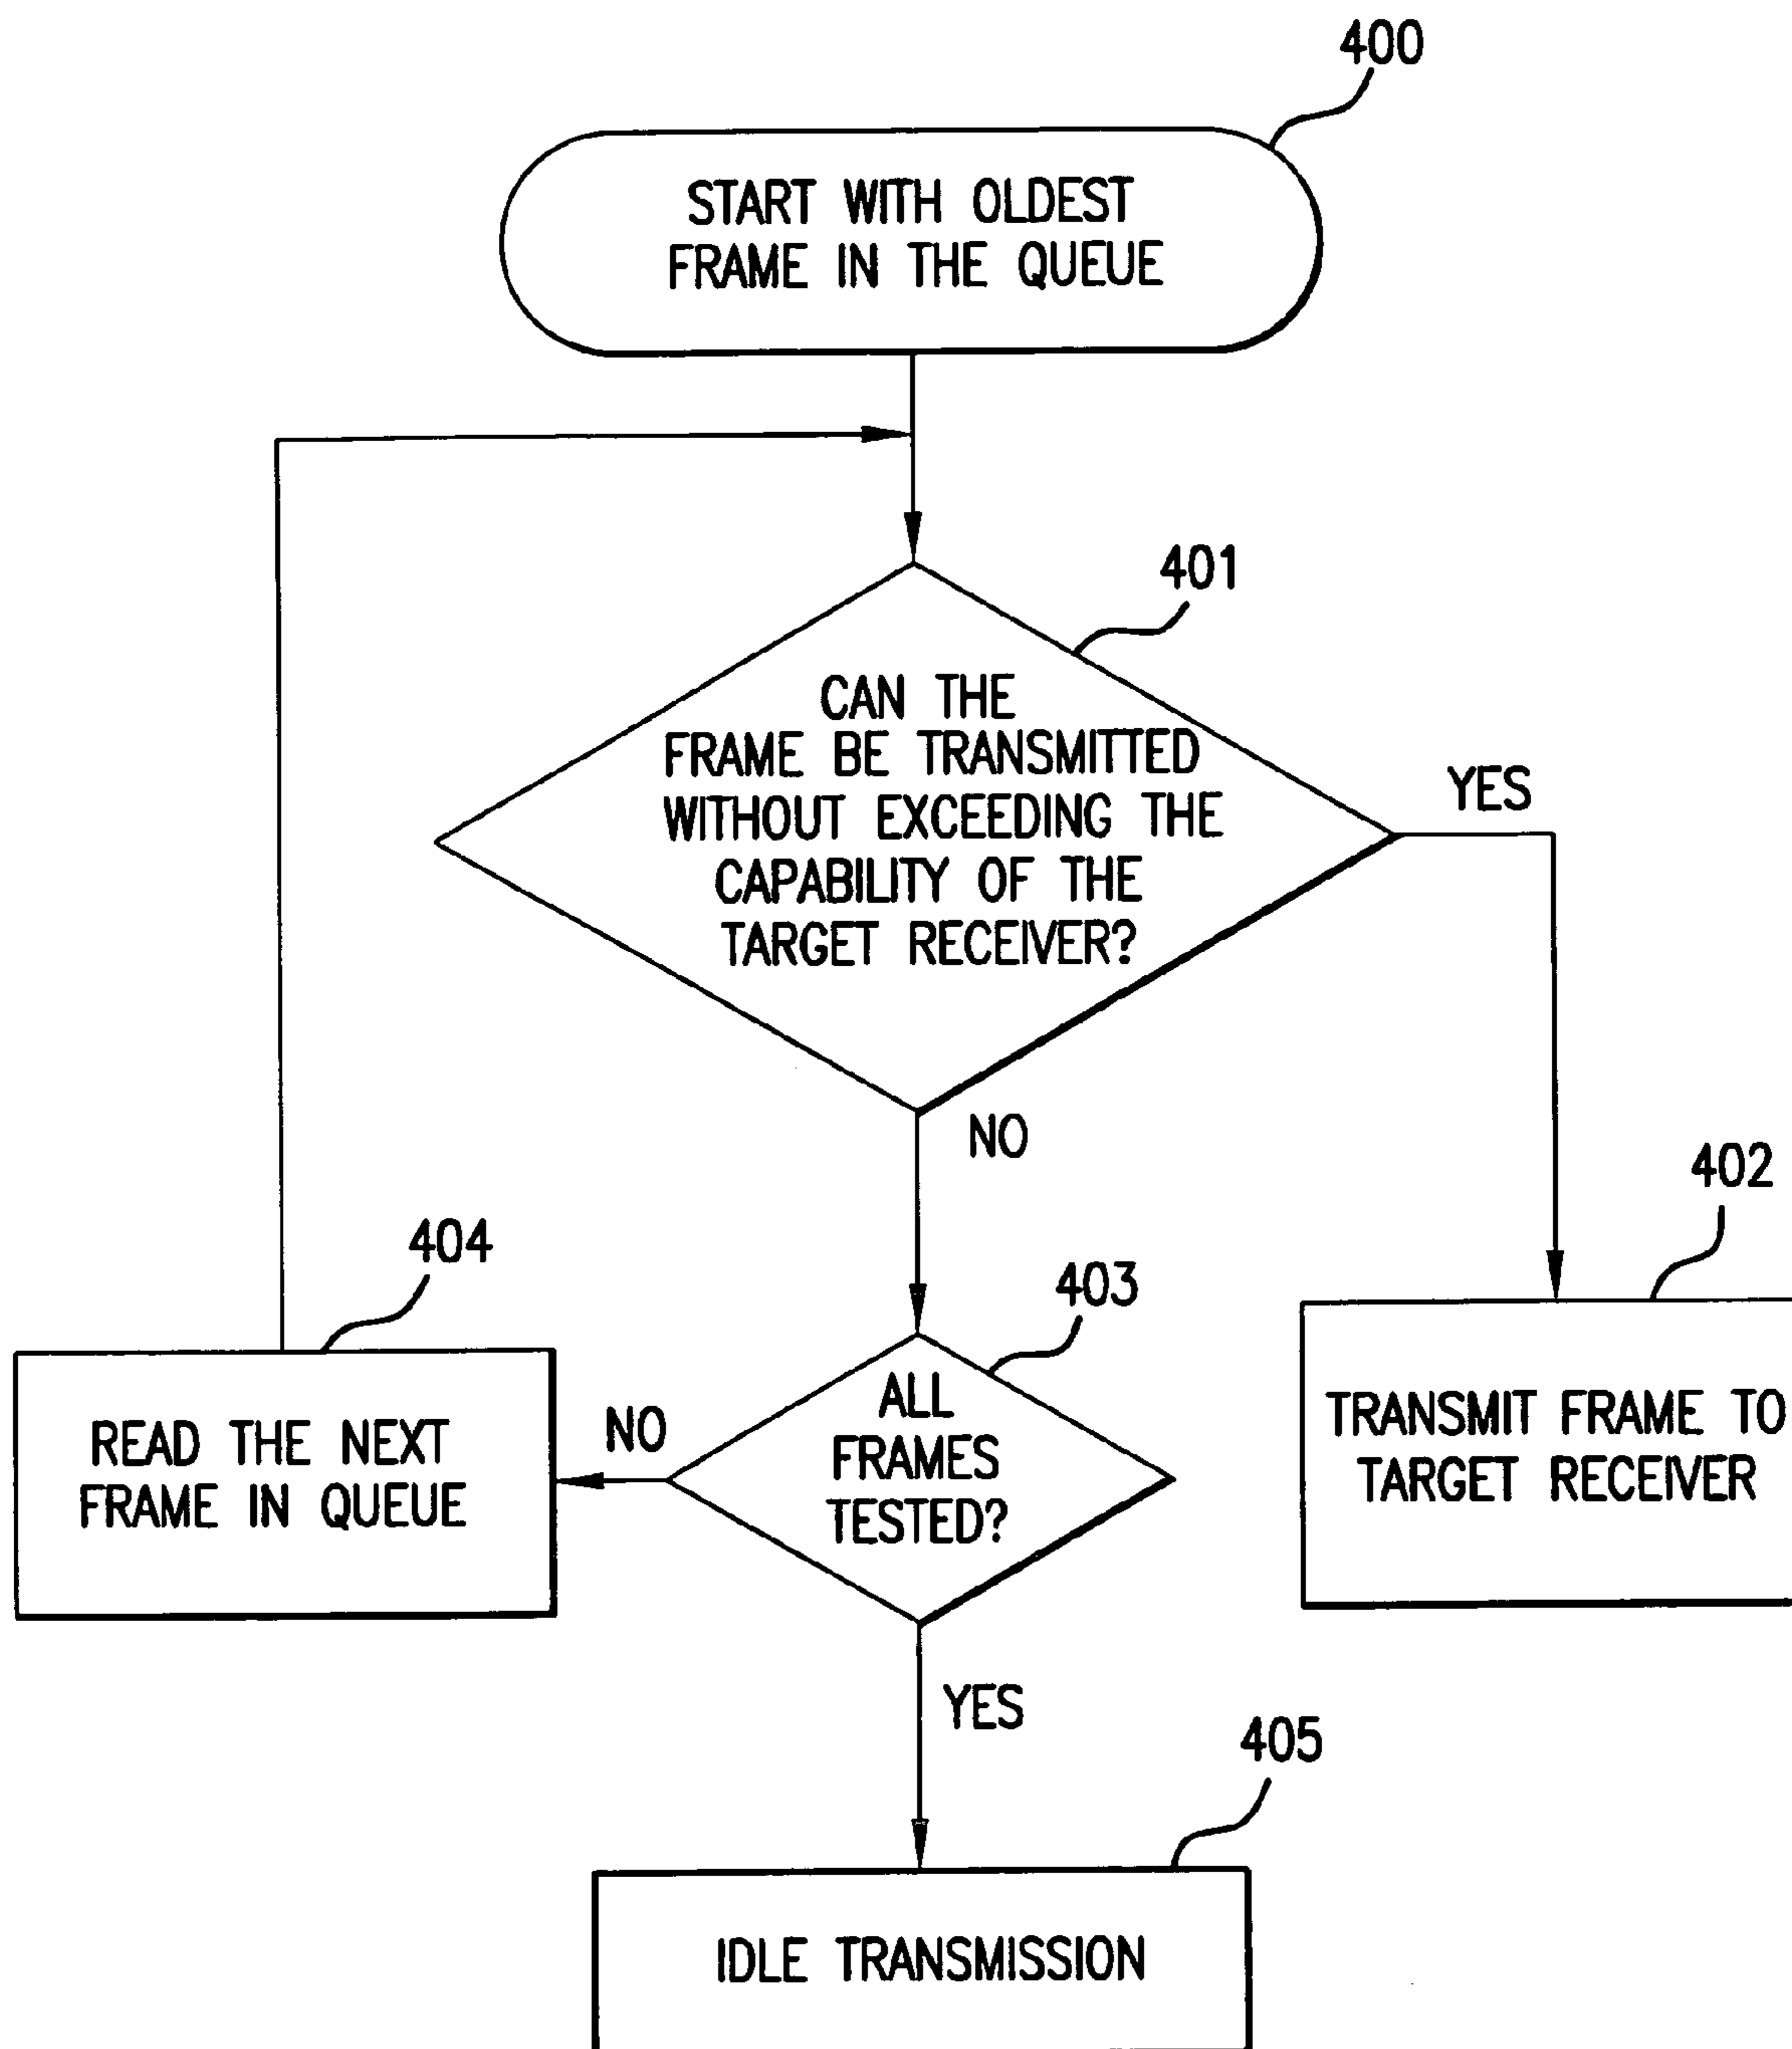 400
START WITH OLDEST
FRAME IN THE QUEUE
401
CAN THE
FRAME BE TRANSMITTED
WITHOUT EXCEEDING THE
CAPABILITY OF THE
TARGET RECEIVER?
YES
NO
402
TRANSMIT FRAME TO
TARGET RECEIVER
403
ALL
FRAMES
TESTED?
NO
404
READ THE NEXT
FRAME IN QUEUE
YES
405
IDLE TRANSMISSION